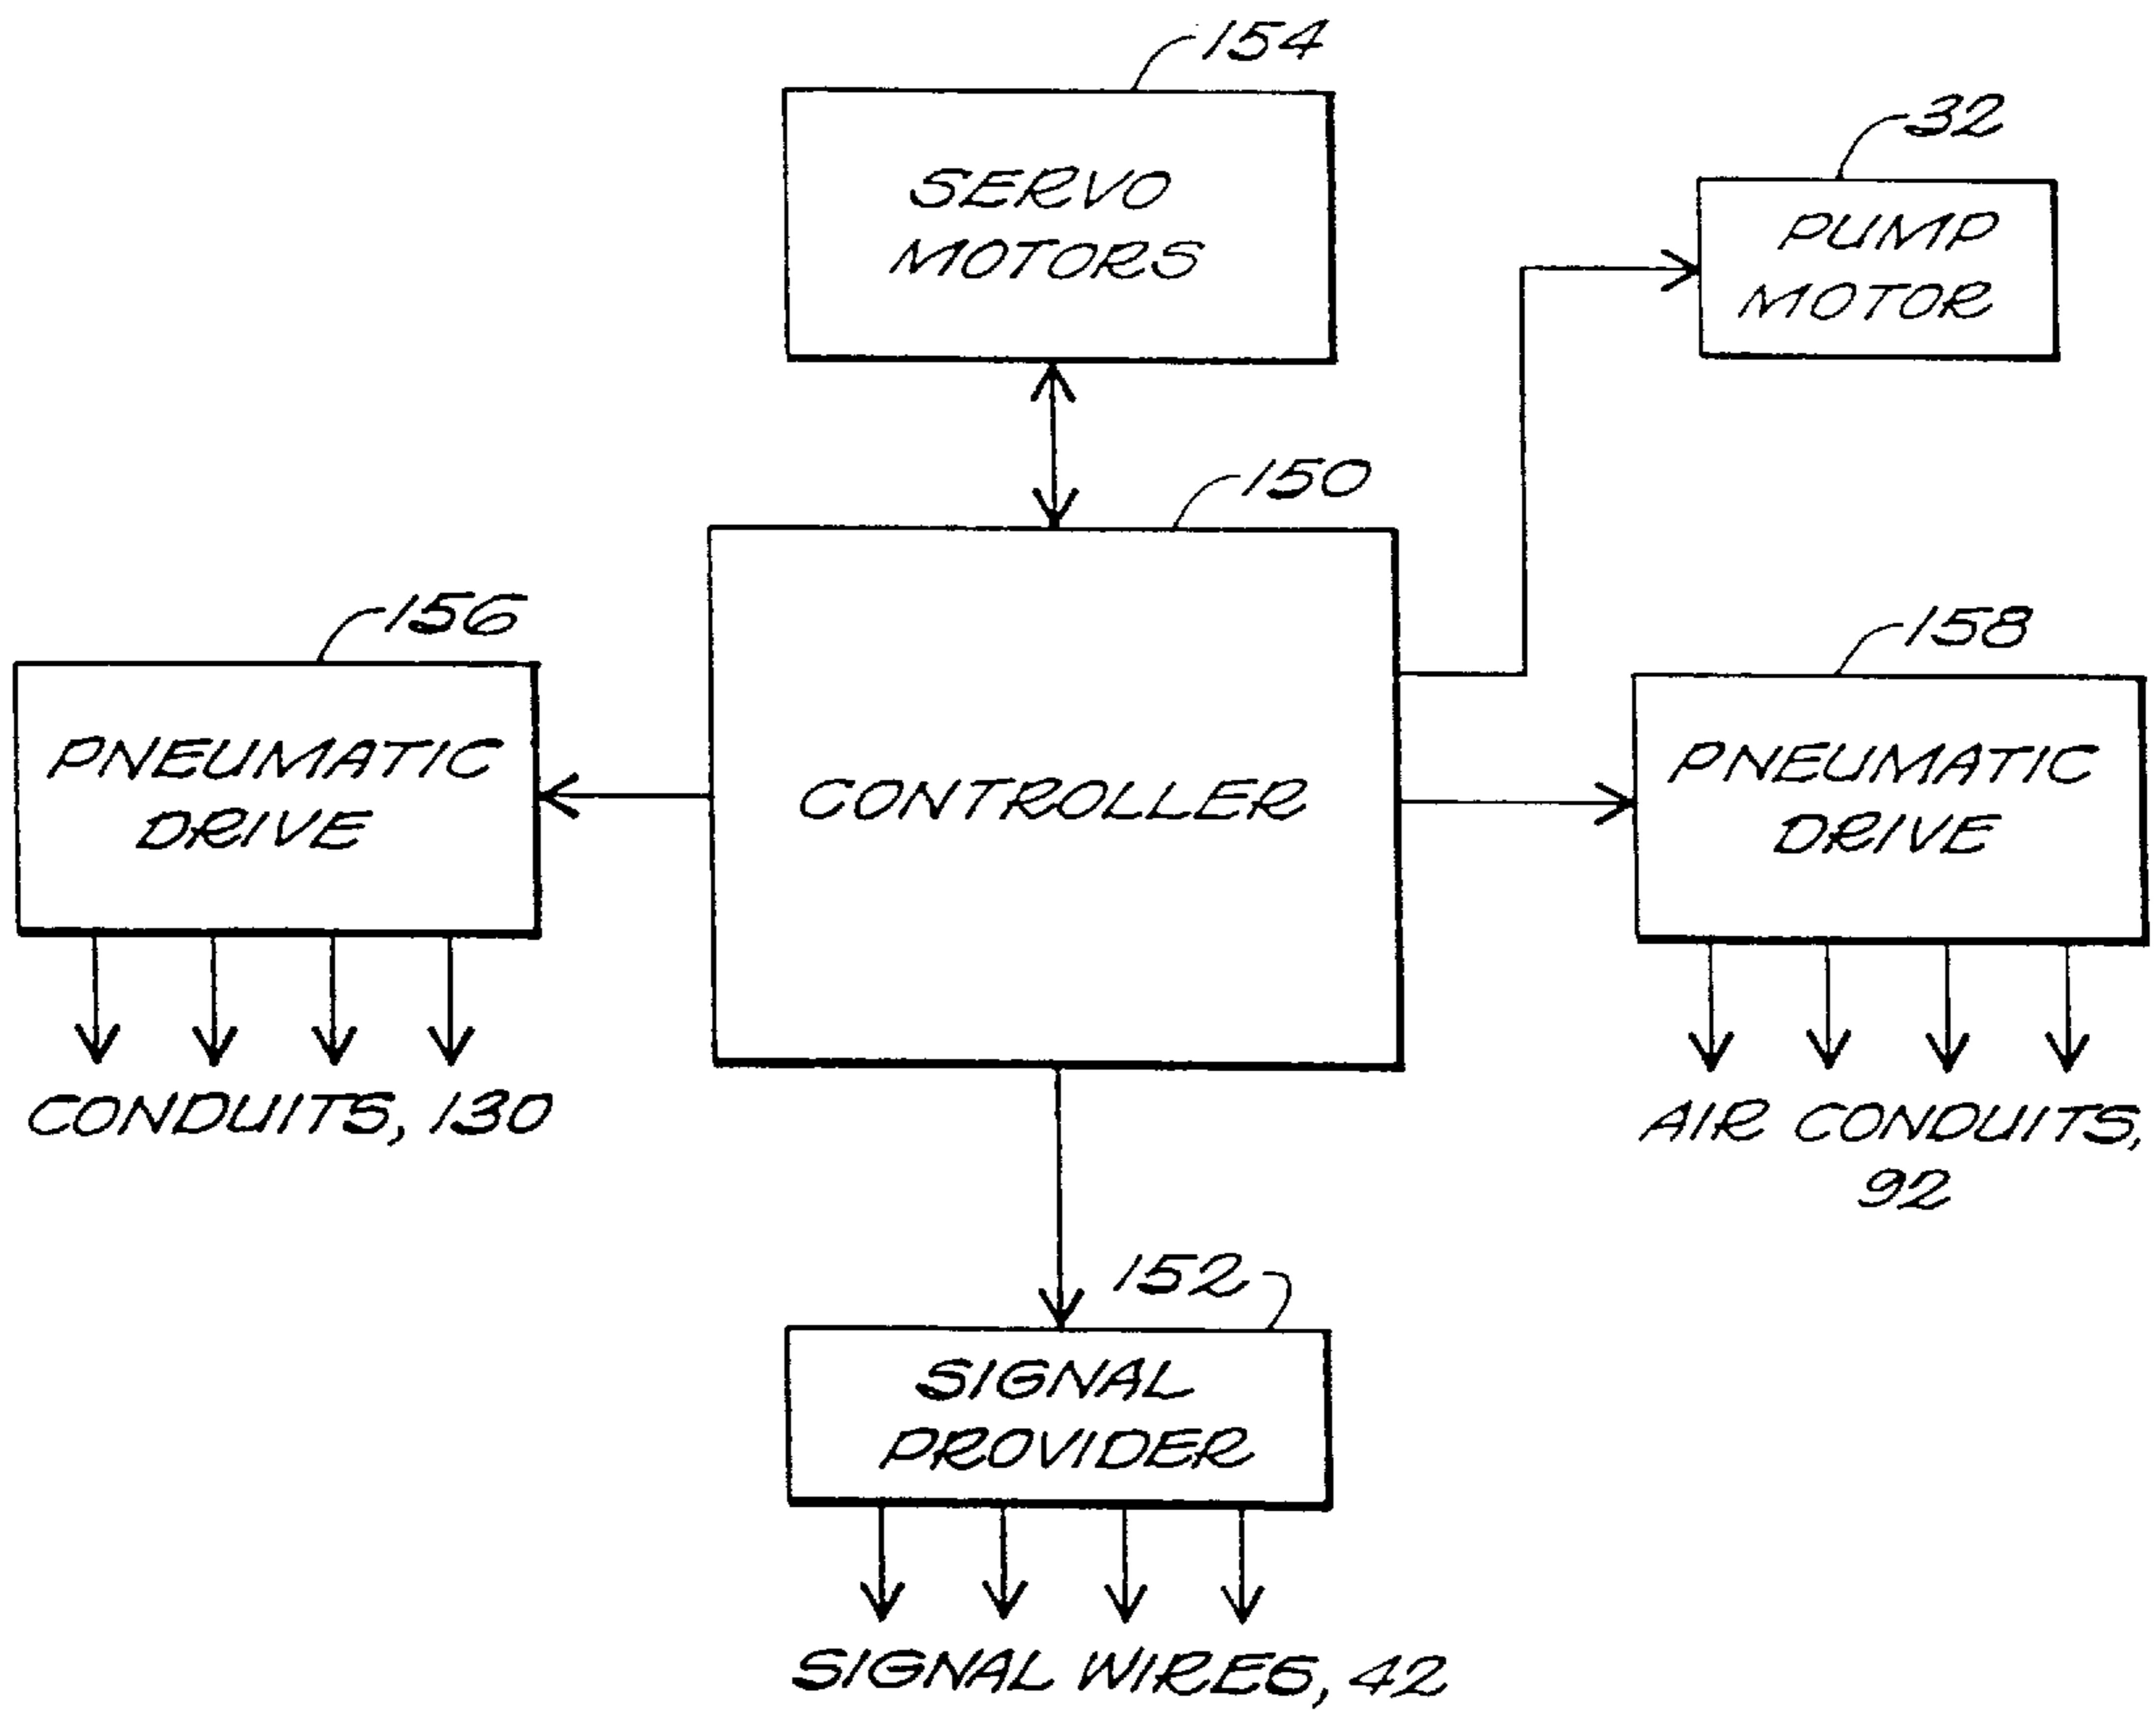 154
SERVO
MOTORS
32
PUMP
MOTOR
150
CONTROLLER
156
PNEUMATIC
DRIVE
CONDUITS, 130
158
PNEUMATIC
DRIVE
AIR CONDUITS,
92
152
SIGNAL
PROVIDER
SIGNAL WIRES, 42